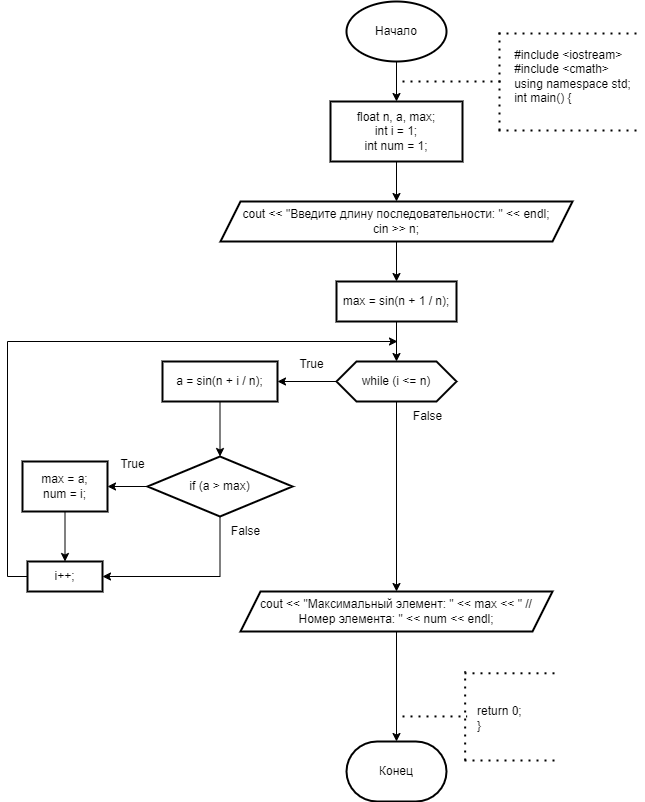 Начало
#include <iostream>
#include <cmath>
using namespace std;
int main() {
float n, a, max;
int i = 1;
int num = 1;
cout << "Введите длину последовательности: " << endl;
cin >> n;
max = sin(n + 1 / n);
while (i <= n)
True
a = sin(n + i / n);
False
if (a > max)
True
max = a;
num = i;
False
i++;
cout << "Максимальный элемент: " << max << " //
Номер элемента: " << num << endl;
return 0;
}
Конец